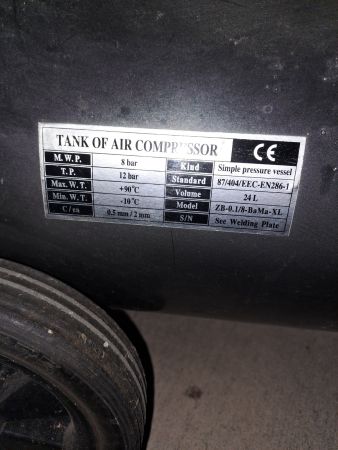 TANK OF AIR COMPRESSOR CE
M. W. P. 8 bar Kind Simple pressure vessel
T. P. 12 bar Standard 87/404/EEC-EN286-1
Max. W. T. +90°C Volume 24 L
Min. W. T. -10°C Model ZB-0.1/8-BaMa-XL
C / ea 0.5 mm / 2 mm S/N See Welding Plate